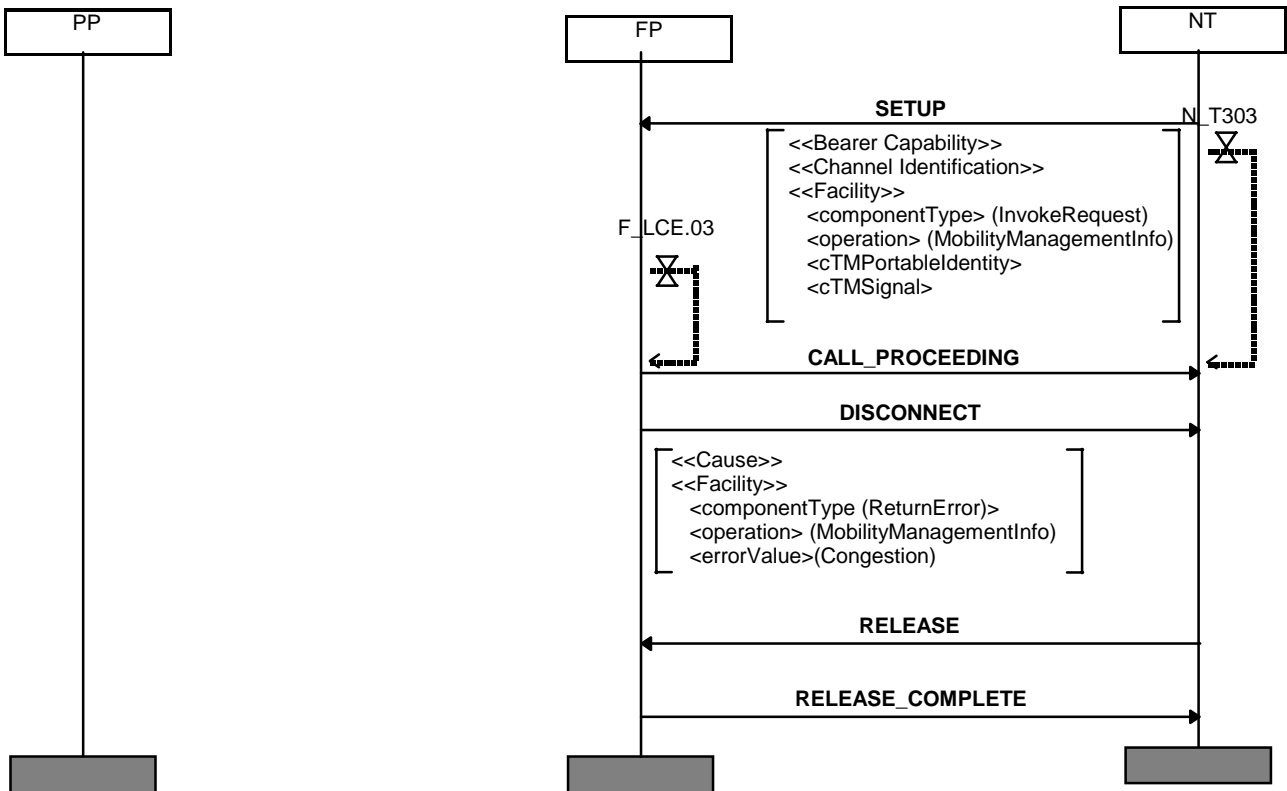 PP
FP
NT
SETUP
N_T303
<<Bearer Capability>>
<<Channel Identification>>
<<Facility>>
<componentType> (InvokeRequest)
<operation> (MobilityManagementInfo)
<cTMPortableIdentity>
<cTMSignal>
F_LCE.03
CALL_PROCEEDING
DISCONNECT
<<Cause>>
<<Facility>>
<componentType (ReturnError)>
<operation> (MobilityManagementInfo)
<errorValue>(Congestion)
RELEASE
RELEASE_COMPLETE